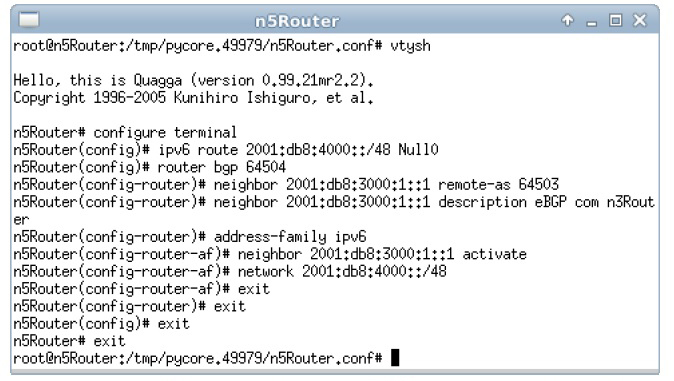 n5Router
root@n5Router:/tmp/pycore.49979/n5Router.conf# vtysh
Hello, this is Quagga (version 0.99.21mr2.2).
Copyright 1996-2005 Kunihiro Ishiguro, et al.
n5Router# configure terminal
n5Router(config)# ipv6 route 2001:db8:4000::/48 Null0
n5Router(config)# router bgp 64504
n5Router(config-router)# neighbor 2001:db8:3000:1::1 remote-as 64503
n5Router(config-router)# neighbor 2001:db8:3000:1::1 description eBGP com n3Rout
er
n5Router(config-router)# address-family ipv6
n5Router(config-router-af)# neighbor 2001:db8:3000:1::1 activate
n5Router(config-router-af)# network 2001:db8:4000::/48
n5Router(config-router-af)# exit
n5Router(config-router)# exit
n5Router(config)# exit
n5Router# exit
root@n5Router:/tmp/pycore.49979/n5Router.conf#